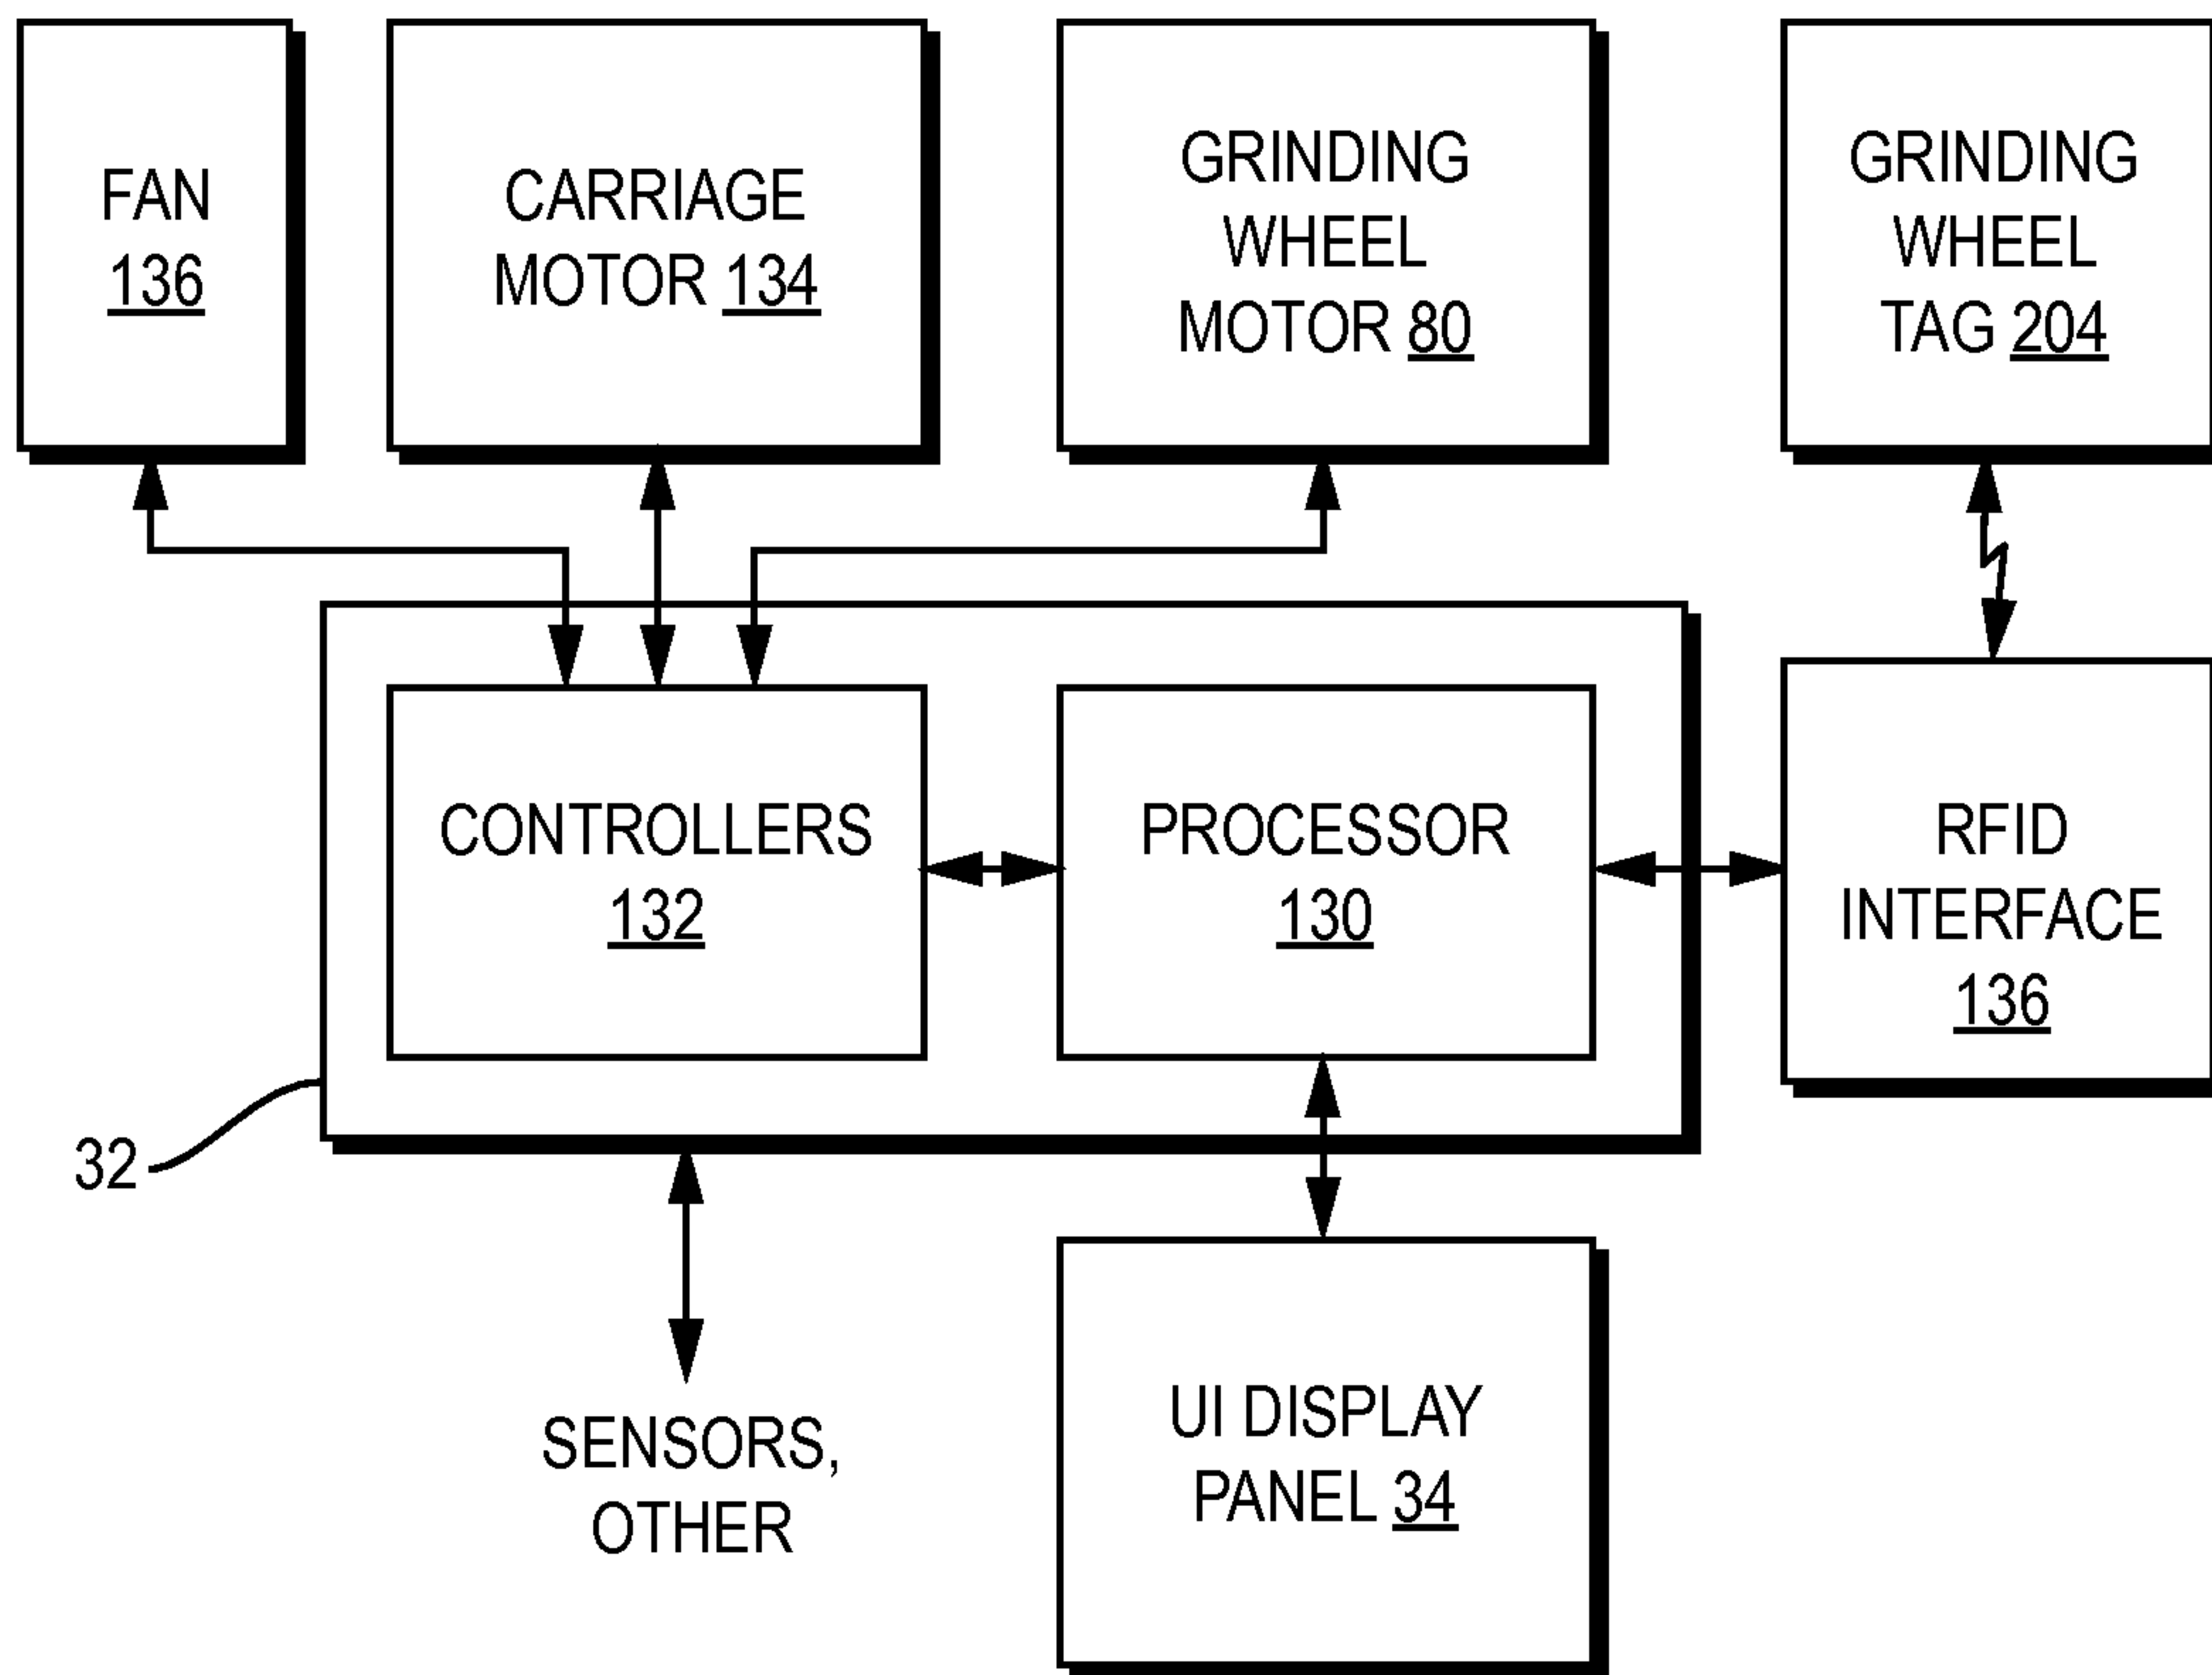 FAN
136
CARRIAGE
MOTOR 134
GRINDING
WHEEL
MOTOR 80
GRINDING
WHEEL
TAG 204
CONTROLLERS
132
PROCESSOR
130
RFID
INTERFACE
136
32
SENSORS,
OTHER
UI DISPLAY
PANEL 34